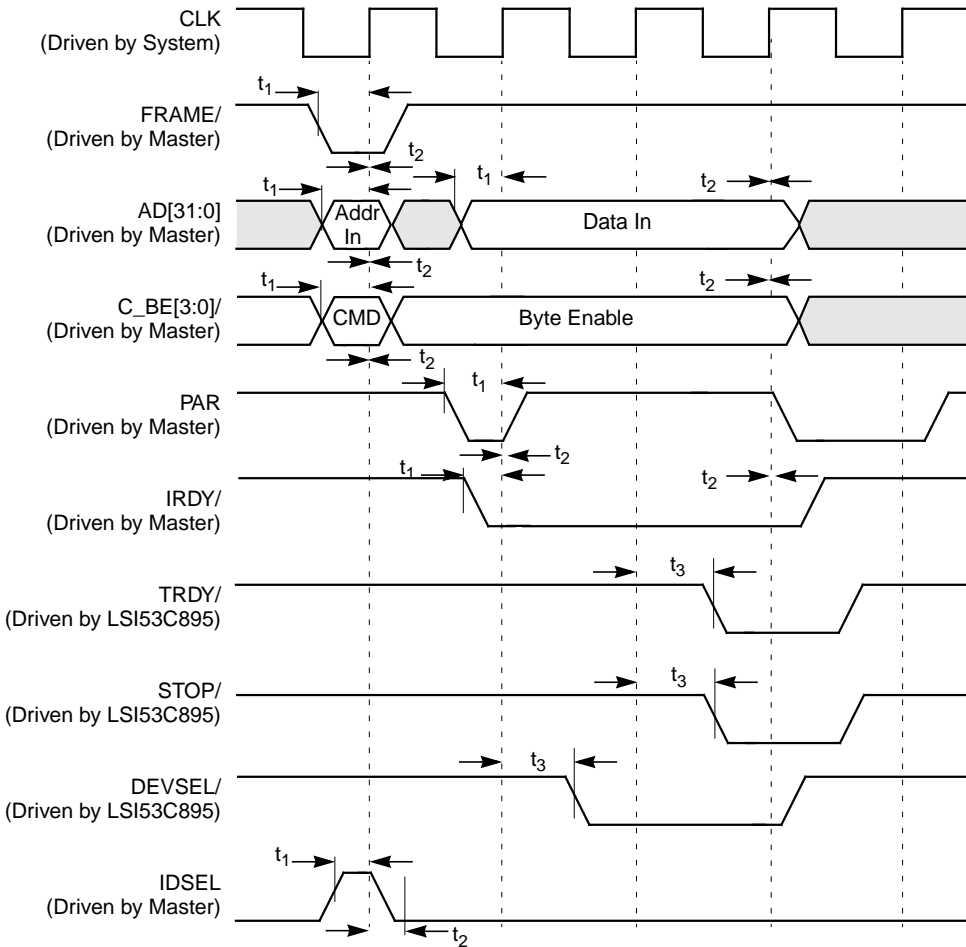 CLK
(Driven by System)
t1
FRAME/
(Driven by Master)
t2
t1
t1
t2
AD[31:0]
(Driven by Master)
Addr
In
Data In
t2
t1
t2
C_BE[3:0]/
(Driven by Master)
CMD
Byte Enable
t2
t1
PAR
(Driven by Master)
t2
t1
t2
IRDY/
(Driven by Master)
t3
TRDY/
(Driven by LSI53C895)
t3
STOP/
(Driven by LSI53C895)
t3
DEVSEL/
(Driven by LSI53C895)
t1
IDSEL
(Driven by Master)
t2